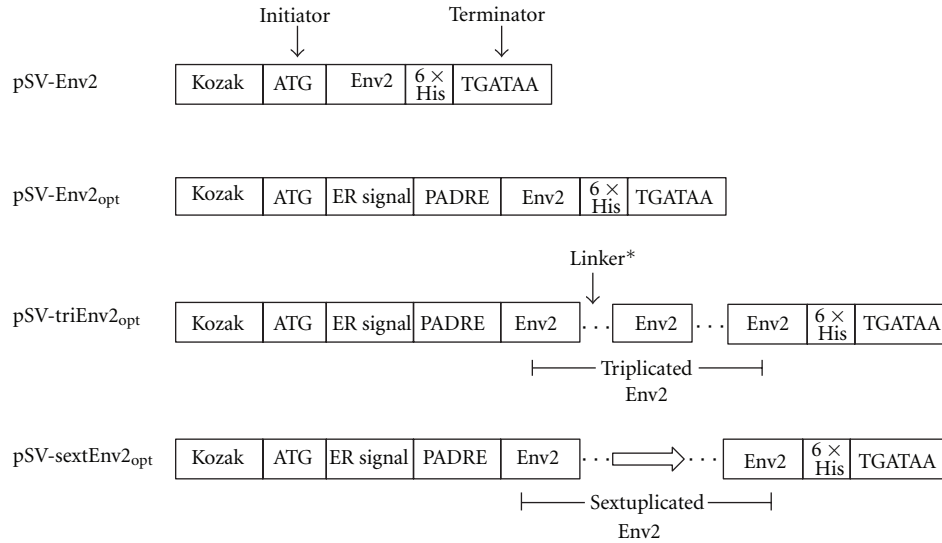 Initiator Terminator
pSV-Env2 Kozak ATG Env2 6 × His TGATAA
pSV-Env2opt Kozak ATG ER signal PADRE Env2 6 × His TGATAA
Linker*
pSV-triEnv2opt Kozak ATG ER signal PADRE Env2 ... Env2 ... Env2 6 × His TGATAA
Triplicated
Env2
pSV-sextEnv2opt Kozak ATG ER signal PADRE Env2 ... ... Env2 6 × His TGATAA
Sextuplicated
Env2